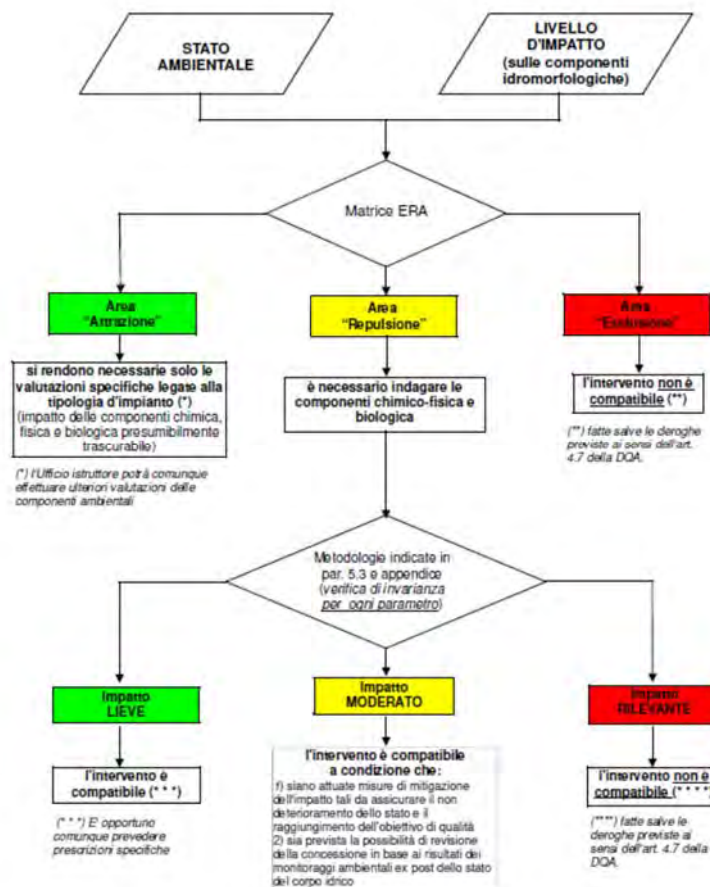 STATO
AMBIENTALE
LIVELLO
D'IMPATTO
(sulle componenti
idromorfologiche)
Matrice ERA
Area
"Attrazione"
Area
"Repulsione"
Area
"Esclusione"
si rendono necessarie solo le
valutazioni specifiche legate alla
tipologia d'impianto (*)
(impatto delle componenti chimica,
fisica e biologica presumibilmente
trascurabile)
(*) l'Ufficio istruttore potrà comunque
effettuare ulteriori valutazioni delle
componenti ambientali
è necessario indagare le
componenti chimico-fisica e
biologica
l'intervento non è
compatibile (**)
(**) fatte salve le deroghe
previste ai sensi dell'art.
4.7 della DQA.
Metodologie indicate in
par. 5.3 e appendice
(verifica di invarianza
per ogni parametro)
Impatto
LIEVE
Impatto
MODERATO
Impatto
RILEVANTE
l'intervento è
compatibile (* * *)
(* * *) E' opportuno
comunque prevedere
prescrizioni specifiche
l'intervento è compatibile
a condizione che:
1) siano attuate misure di mitigazione
dell'impatto tali da assicurare il non
deterioramento dello stato e il
raggiungimento dell'obiettivo di qualità
2) sia prevista la possibilità di revisione
della concessione in base ai risultati dei
monitoraggi ambientali ex post dello stato
del corpo idrico
l'intervento non è
compatibile (* * * *)
(****) fatte salve le
deroghe previste ai
sensi dell'art. 4.7 della
DQA.